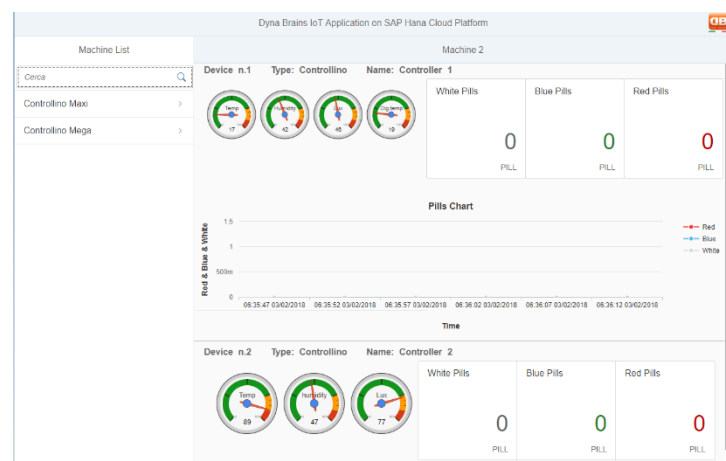 Dyna Brains IoT Application on SAP Hana Cloud Platform
DB
Machine List
Machine 2
Cerca
Controllino Maxi
Controllino Mega
Device n.1 Type: Controllino Name: Controller 1
Temp
17
Humidity
42
Lux
46
Dig.temp
19
White Pills
0
PILL
Blue Pills
0
PILL
Red Pills
0
PILL
Pills Chart
Red & Blue & White
1.5
1
500m
0
06:35:47 03/02/2018 06:35:52 03/02/2018 06:35:57 03/02/2018 06:36:02 03/02/2018 06:36:07 03/02/2018 06:36:12 03/02/2018
Time
Red
Blue
White
Device n.2 Type: Controllino Name: Controller 2
Temp
89
humidity
47
Lux
77
White Pills
0
PILL
Blue Pills
0
PILL
Red Pills
0
PILL